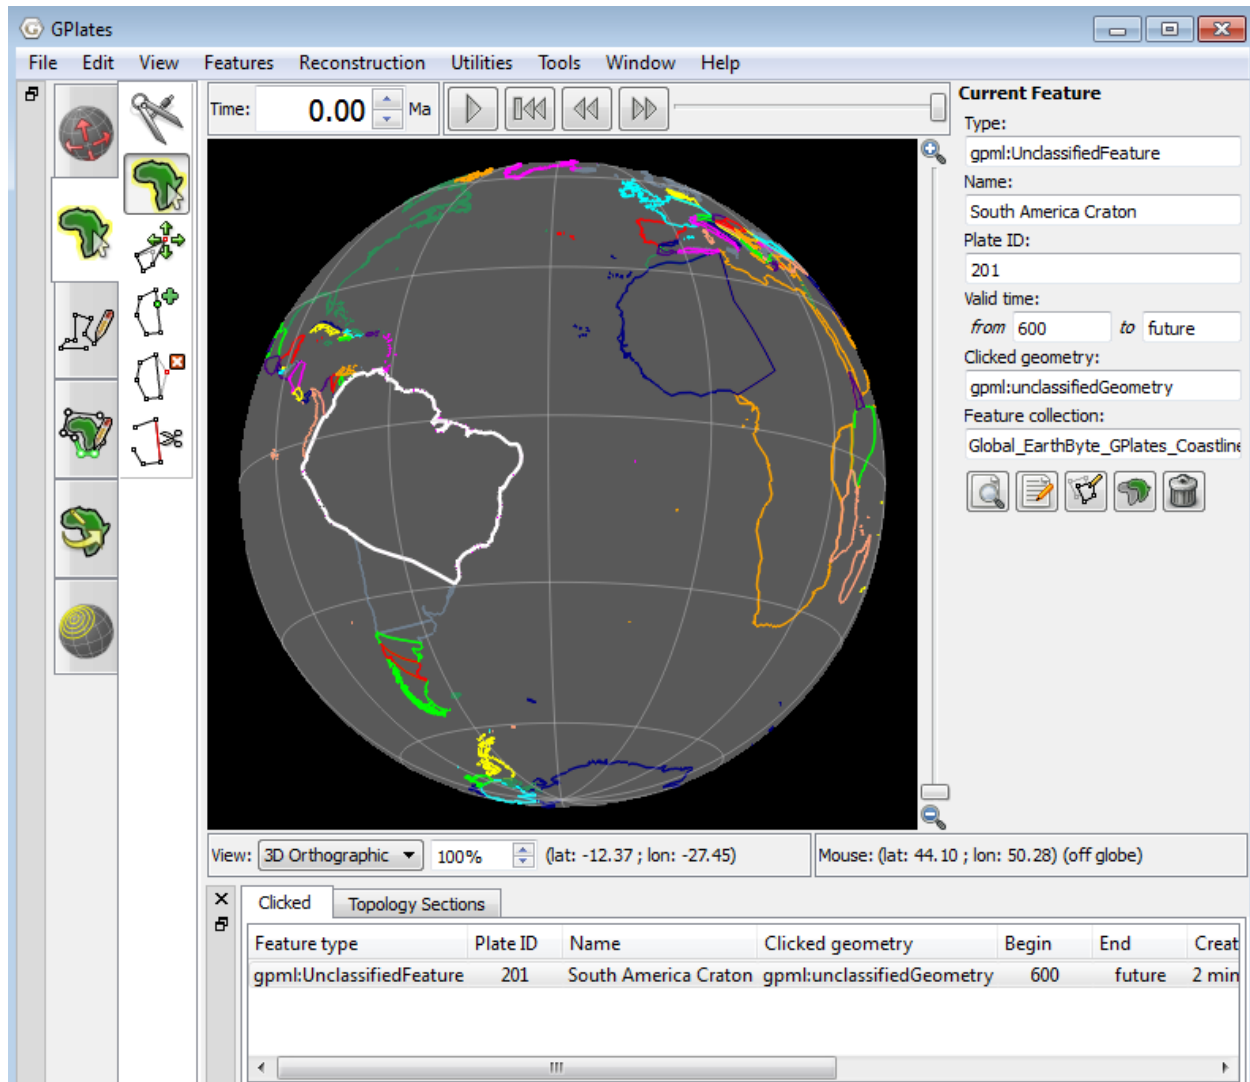 GPlates
File Edit View Features Reconstruction Utilities Tools Window Help
Time: 0.00 Ma
Current Feature
Type:
gpml:UnclassifiedFeature
Name:
South America Craton
Plate ID:
201
Valid time:
from 600 to future
Clicked geometry:
gpml:unclassifiedGeometry
Feature collection:
Global_EarthByte_GPlates_Coastline
View: 3D Orthographic 100% (lat: -12.37 ; lon: -27.45) Mouse: (lat: 44.10 ; lon: 50.28) (off globe)
Clicked Topology Sections
Feature type Plate ID Name Clicked geometry Begin End Creat
gpml:UnclassifiedFeature 201 South America Craton gpml:unclassifiedGeometry 600 future 2 min